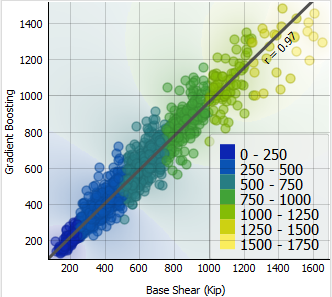 1400
1200
1000
800
600
400
200
Gradient Boosting
r = 0.97
0 - 250
250 - 500
500 - 750
750 - 1000
1000 - 1250
1250 - 1500
1500 - 1750
200 400 600 800 1000 1200 1400 1600
Base Shear (Kip)